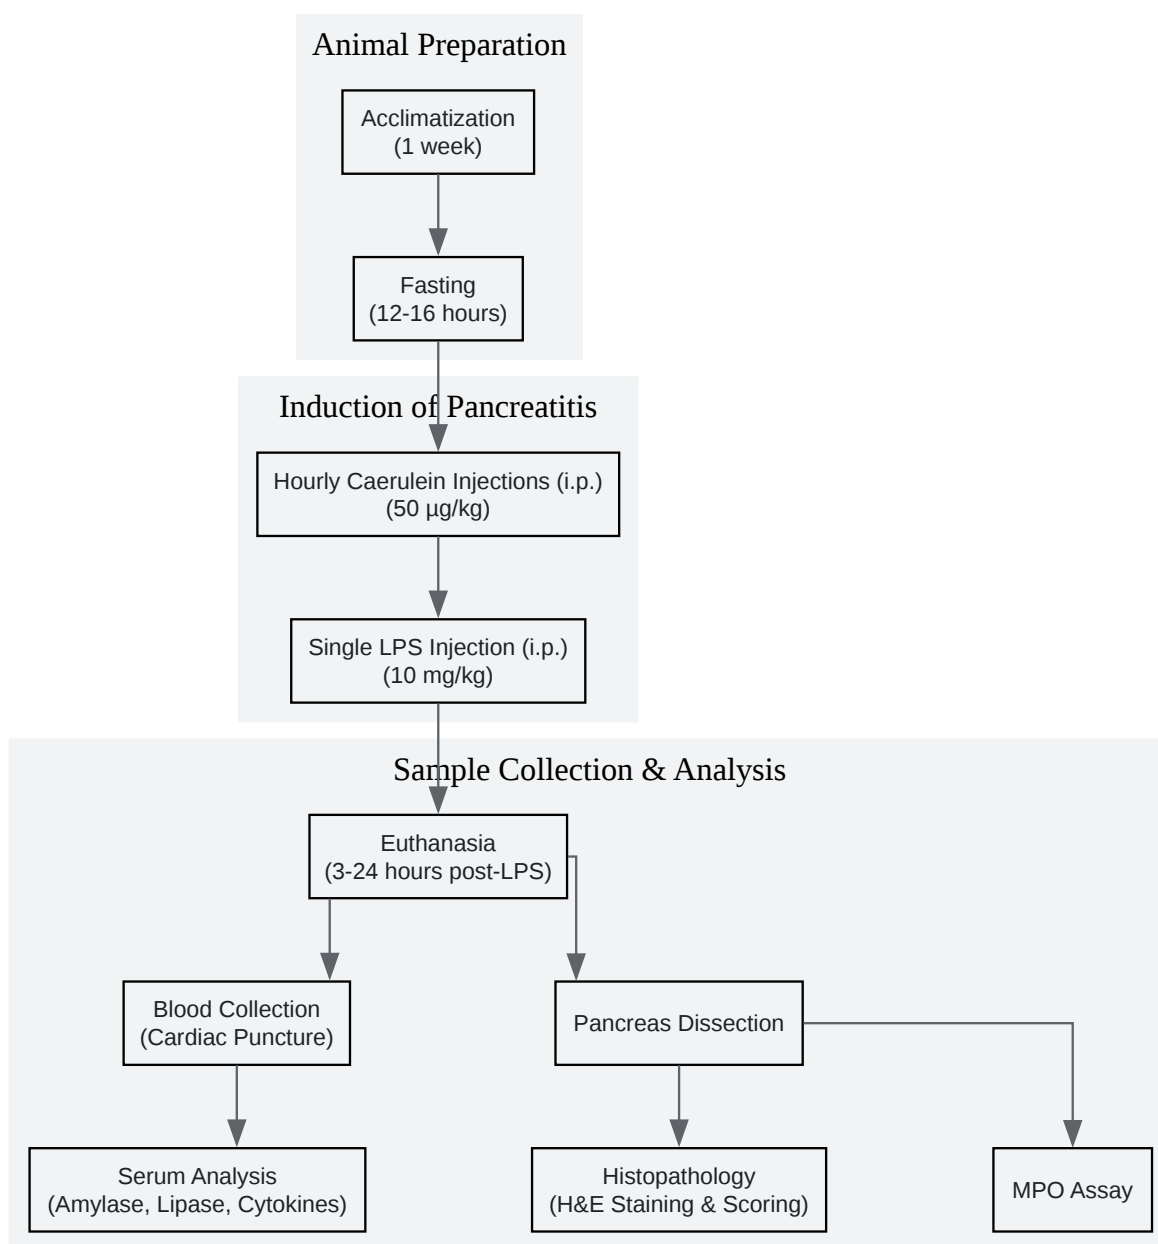 Animal Preparation
Acclimatization
(1 week)
Fasting
(12-16 hours)
Induction of Pancreatitis
Hourly Caerulein Injections (i.p.)
(50 µg/kg)
Single LPS Injection (i.p.)
(10 mg/kg)
Sample Collection & Analysis
Euthanasia
(3-24 hours post-LPS)
Blood Collection
(Cardiac Puncture)
Pancreas Dissection
Serum Analysis
(Amylase, Lipase, Cytokines)
Histopathology
(H&E Staining & Scoring)
MPO Assay